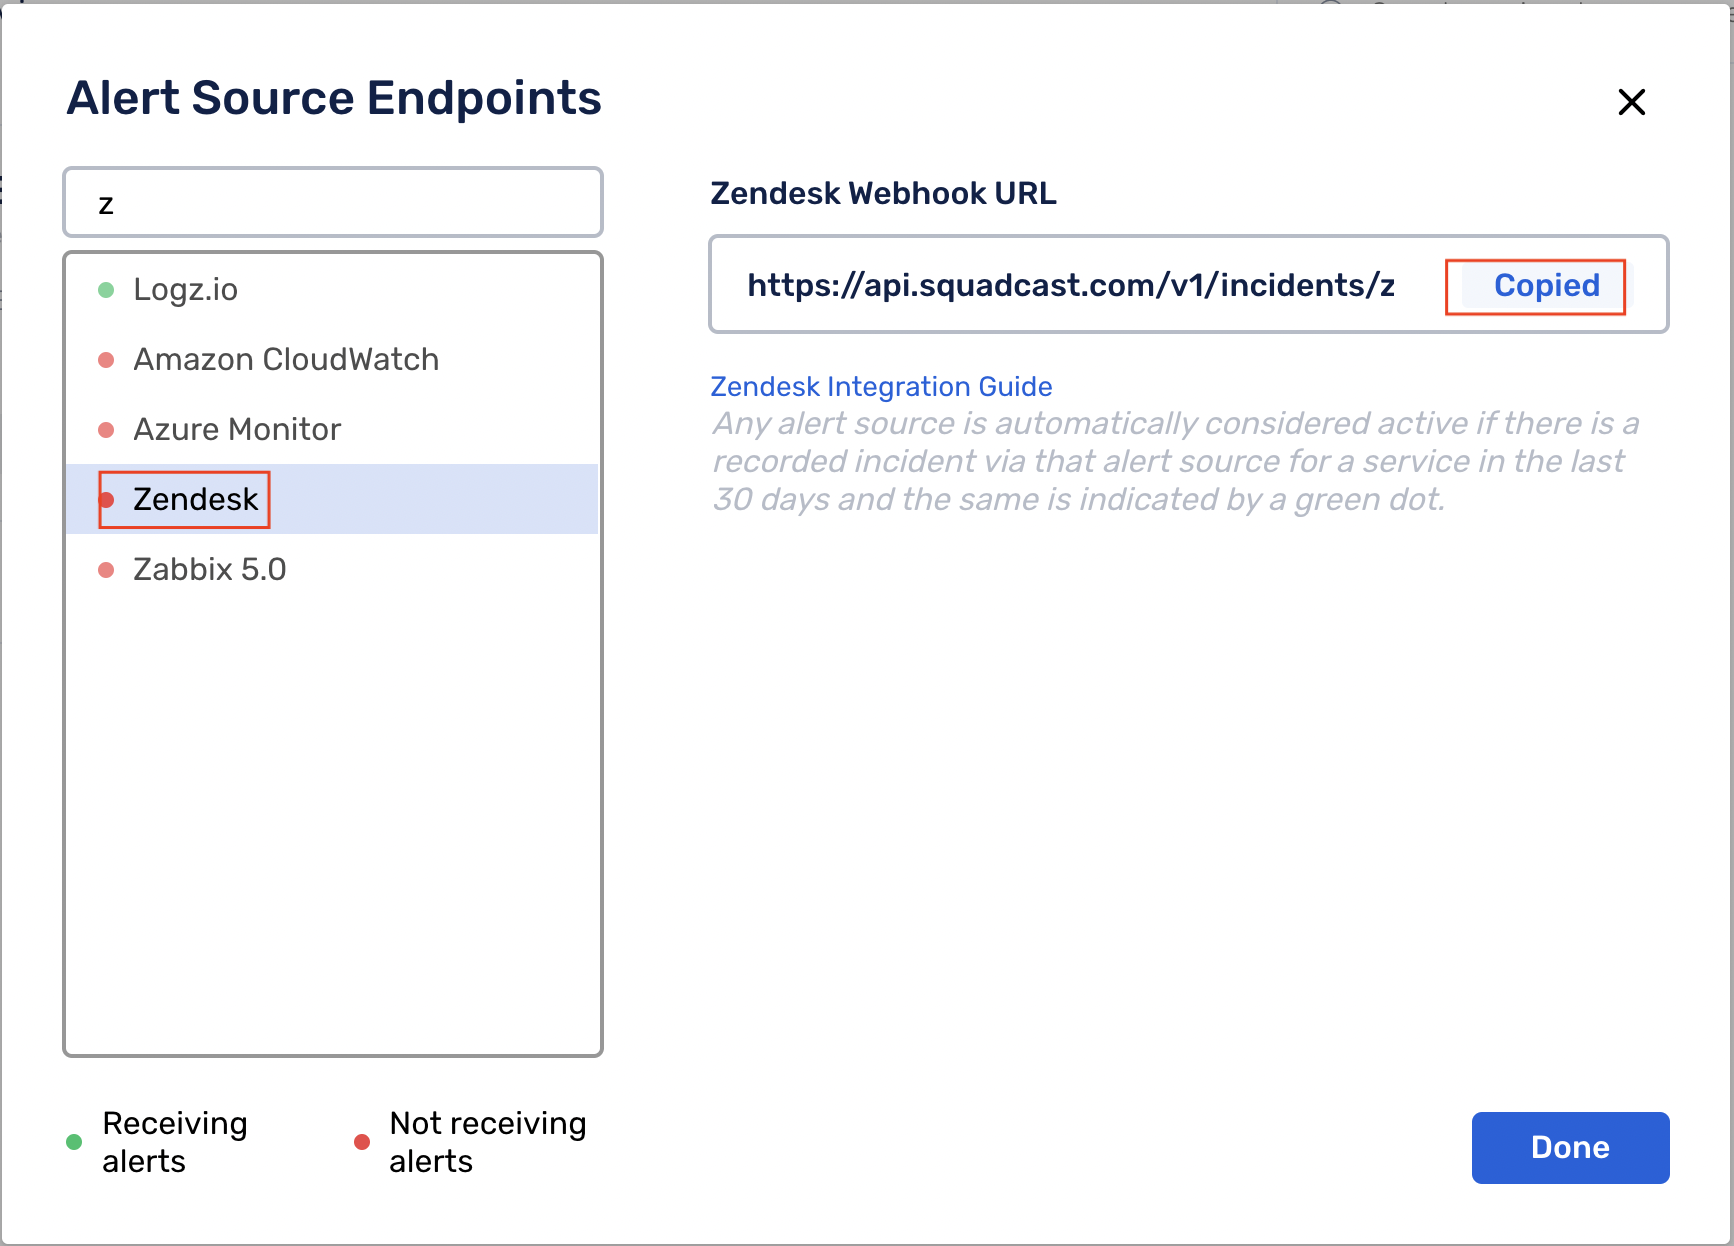 Alert Source Endpoints
z
Logz.io
Amazon CloudWatch
Azure Monitor
Zendesk
Zabbix 5.0
Receiving
alerts
Not receiving
alerts
Zendesk Webhook URL
https://api.squadcast.com/v1/incidents/z
Copied
Zendesk Integration Guide
Any alert source is automatically considered active if there is a
recorded incident via that alert source for a service in the last
30 days and the same is indicated by a green dot.
Done